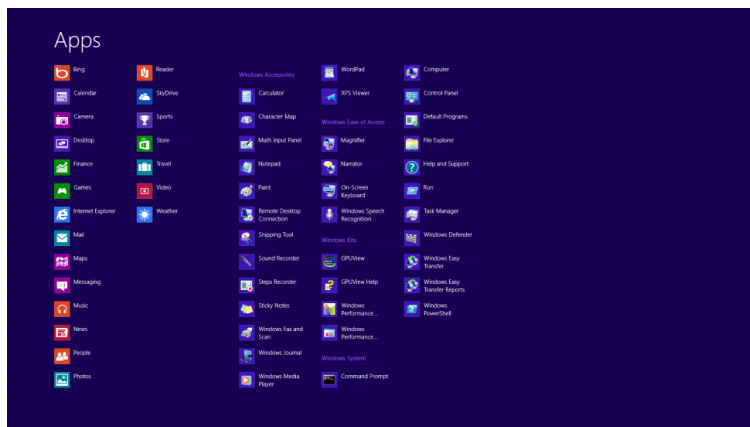 Apps
Bing
Calendar
Camera
Desktop
Finance
Games
Internet Explorer
Mail
Maps
Messaging
Music
News
People
Photos
Reader
SkyDrive
Sports
Store
Travel
Video
Weather
Windows Accessories
Calculator
Character Map
Math Input Panel
Notepad
Paint
Remote Desktop
Connection
Snipping Tool
Sound Recorder
Steps Recorder
Sticky Notes
Windows Fax and
Scan
Windows Journal
Windows Media
Player
WordPad
XPS Viewer
Windows Ease of Access
Magnifier
Narrator
On-Screen
Keyboard
Windows Speech
Recognition
Windows Kits
GPUView
GPUView Help
Windows
Performance...
Windows
Performance...
Windows System
Command Prompt
Computer
Control Panel
Default Programs
File Explorer
Help and Support
Run
Task Manager
Windows Defender
Windows Easy
Transfer
Windows Easy
Transfer Reports
Windows
PowerShell